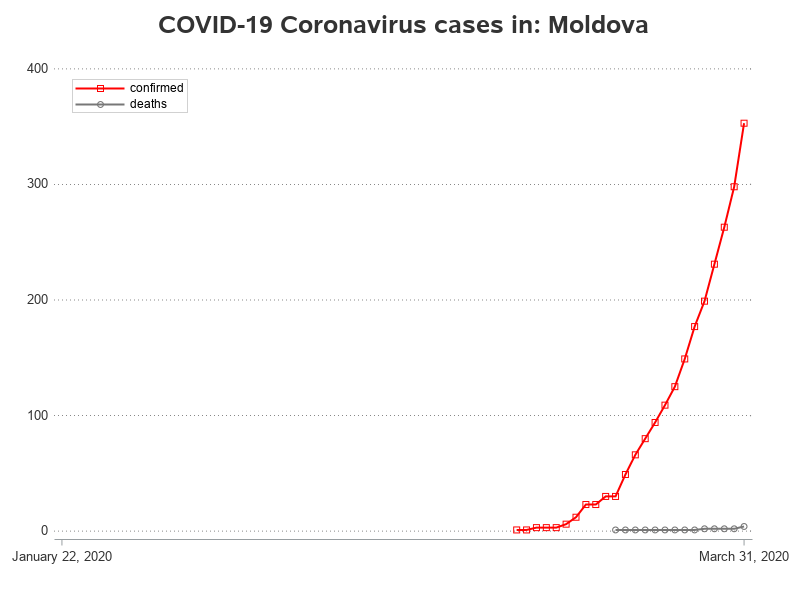 COVID-19 Coronavirus cases in: Moldova
400
confirmed
deaths
300
200
100
0
January 22, 2020
March 31, 2020